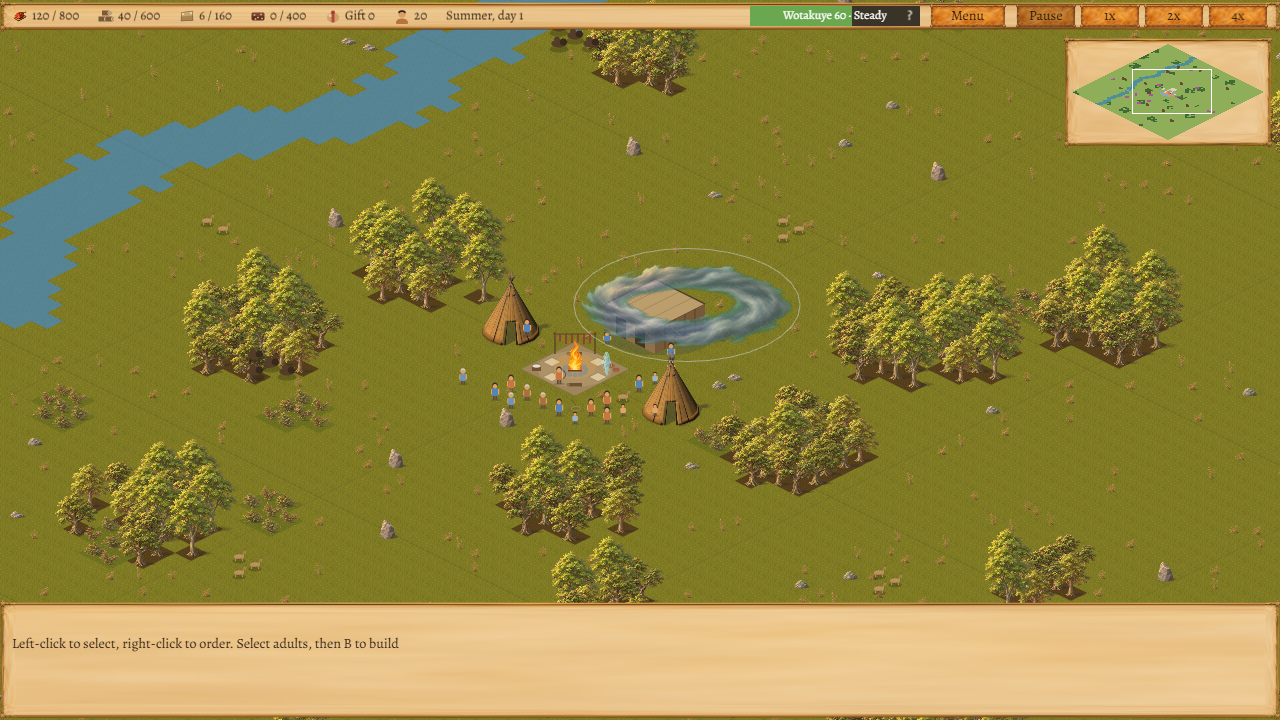 120 / 800 40 / 600 6 / 160 0 / 400 Gift 0 20 Summer, day 1 Wotakuye 60 - Steady ? Menu Pause 1x 2x 4x
Left-click to select, right-click to order. Select adults, then B to build